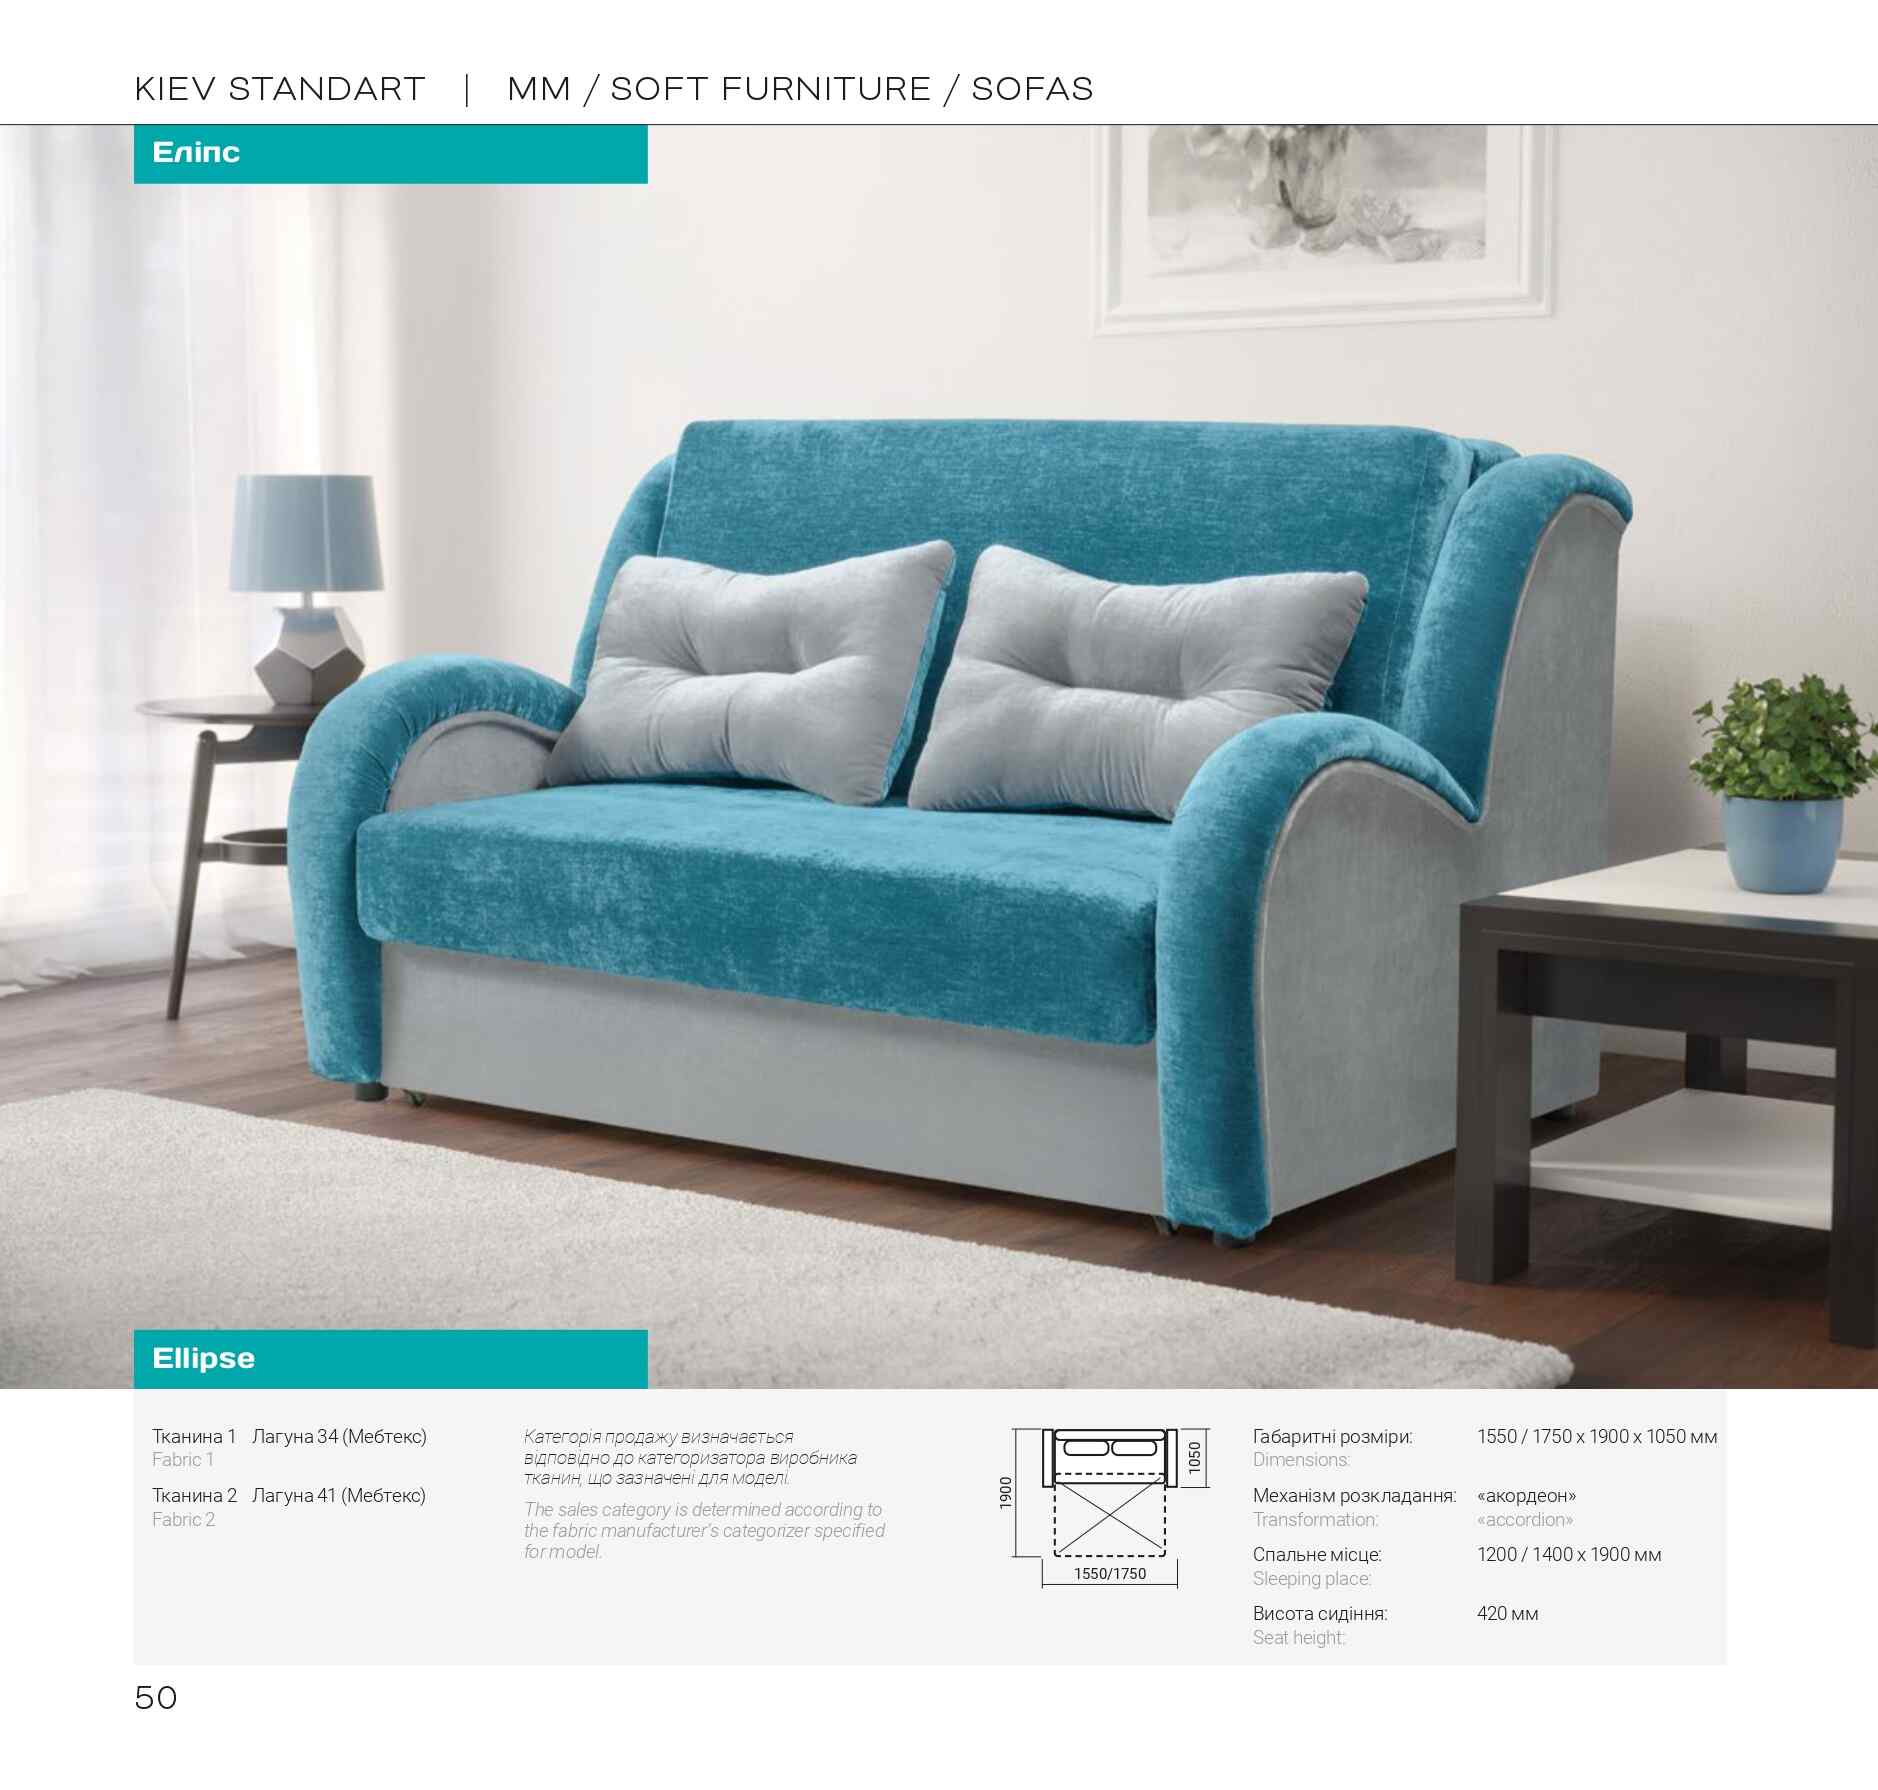 KIEV STANDART | MM / SOFT FURNITURE / SOFAS
Еліпс
Ellipse
Тканина 1 Лагуна 34 (Мебтекс)
Fabric 1
Тканина 2 Лагуна 41 (Мебтекс)
Fabric 2
Категорія продажу визначається
відповідно до категоризатора виробника
тканин, що зазначені для моделі.
The sales category is determined according to
the fabric manufacturer's categorizer specified
for model.
1900
1050
1550/1750
Габаритні розміри: 1550 / 1750 x 1900 x 1050 мм
Dimensions:
Механізм розкладання: «акордеон»
Transformation: «accordion»
Спальне місце: 1200 / 1400 x 1900 мм
Sleeping place:
Висота сидіння: 420 мм
Seat height:
50